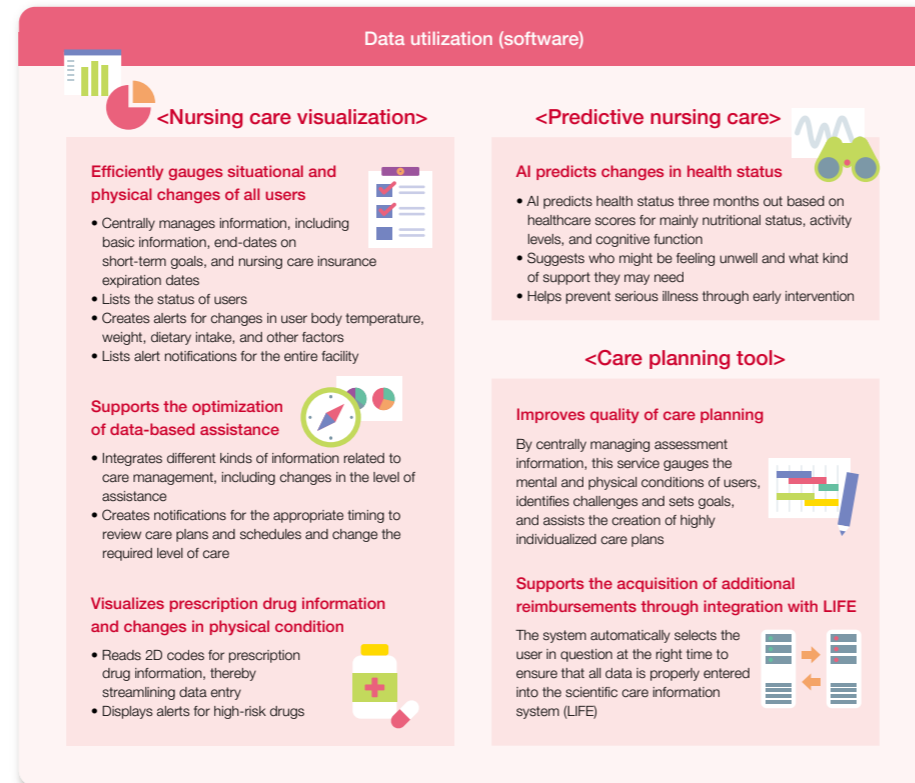 Data utilization (software)
<Nursing care visualization>
Efficiently gauges situational and
physical changes of all users
• Centrally manages information, including
basic information, end-dates on
short-term goals, and nursing care insurance
expiration dates
• Lists the status of users
• Creates alerts for changes in user body temperature,
weight, dietary intake, and other factors
• Lists alert notifications for the entire facility
Supports the optimization
of data-based assistance
• Integrates different kinds of information related to
care management, including changes in the level of
assistance
• Creates notifications for the appropriate timing to
review care plans and schedules and change the
required level of care
Visualizes prescription drug information
and changes in physical condition
• Reads 2D codes for prescription
drug information, thereby
streamlining data entry
• Displays alerts for high-risk drugs
<Predictive nursing care>
AI predicts changes in health status
• AI predicts health status three months out based on
healthcare scores for mainly nutritional status, activity
levels, and cognitive function
• Suggests who might be feeling unwell and what kind
of support they may need
• Helps prevent serious illness through early intervention
<Care planning tool>
Improves quality of care planning
By centrally managing assessment
information, this service gauges the
mental and physical conditions of users,
identifies challenges and sets goals,
and assists the creation of highly
individualized care plans
Supports the acquisition of additional
reimbursements through integration with LIFE
The system automatically selects the
user in question at the right time to
ensure that all data is properly entered
into the scientific care information
system (LIFE)